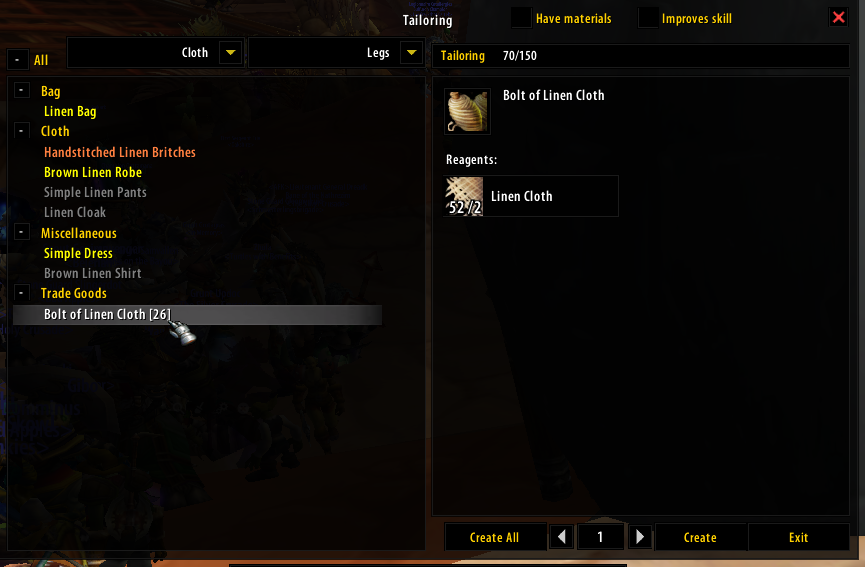 Tailoring
Have materials
Improves skill
- All
Cloth
Legs
Tailoring 70/150
- Bag
Linen Bag
- Cloth
Handstitched Linen Britches
Brown Linen Robe
Simple Linen Pants
Linen Cloak
- Miscellaneous
Simple Dress
Brown Linen Shirt
- Trade Goods
Bolt of Linen Cloth [26]
Bolt of Linen Cloth
Reagents:
52/2
Linen Cloth
Create All
1
Create
Exit